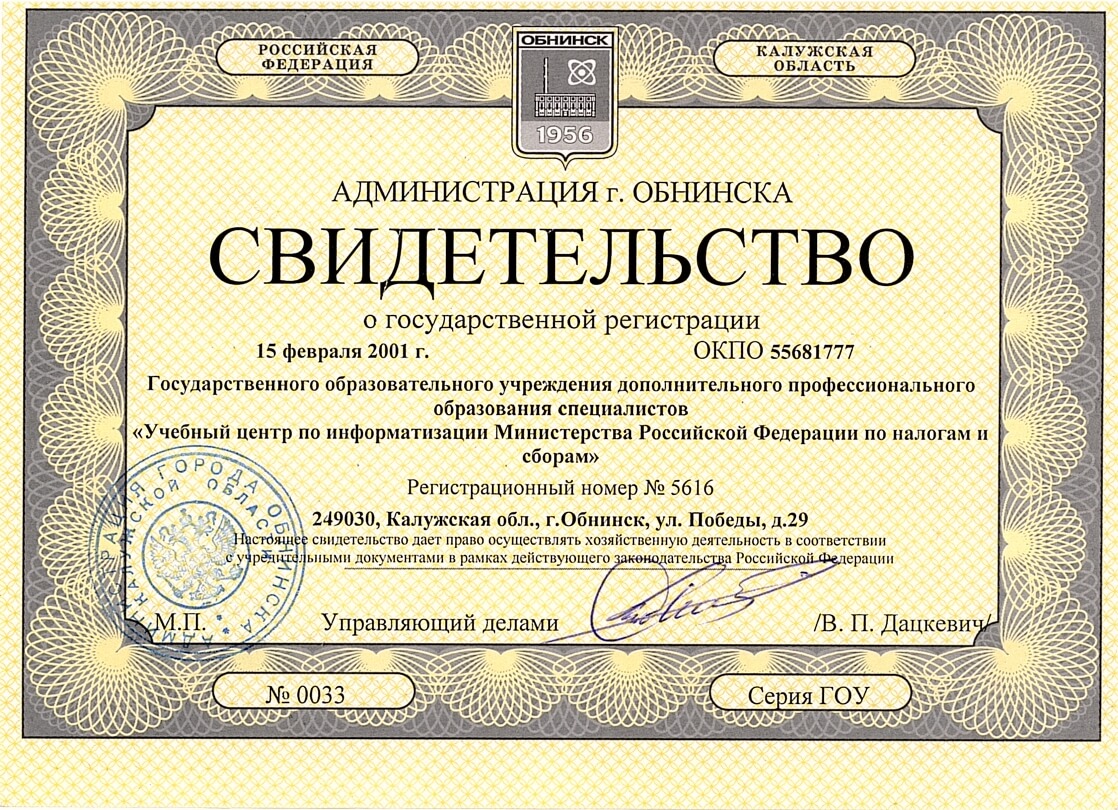 РОССИЙСКАЯ
ФЕДЕРАЦИЯ
ОБНИНСК
1956
КАЛУЖСКАЯ
ОБЛАСТЬ
АДМИНИСТРАЦИЯ г. ОБНИНСКА
СВИДЕТЕЛЬСТВО
о государственной регистрации
15 февраля 2001 г. ОКПО 55681777
Государственного образовательного учреждения дополнительного профессионального
образования специалистов
«Учебный центр по информатизации Министерства Российской Федерации по налогам и
сборам»
Регистрационный номер № 5616
249030, Калужская обл., г.Обнинск, ул. Победы, д.29
Настоящее свидетельство дает право осуществлять хозяйственную деятельность в соответствии
с учредительными документами в рамках действующего законодательства Российской Федерации
АДМИНИСТРАЦИЯ ГОРОДА ОБНИНСКА
КАЛУЖСКОЙ ОБЛАСТИ
М.П. Управляющий делами /В. П. Дацкевич/
№ 0033
Серия ГОУ